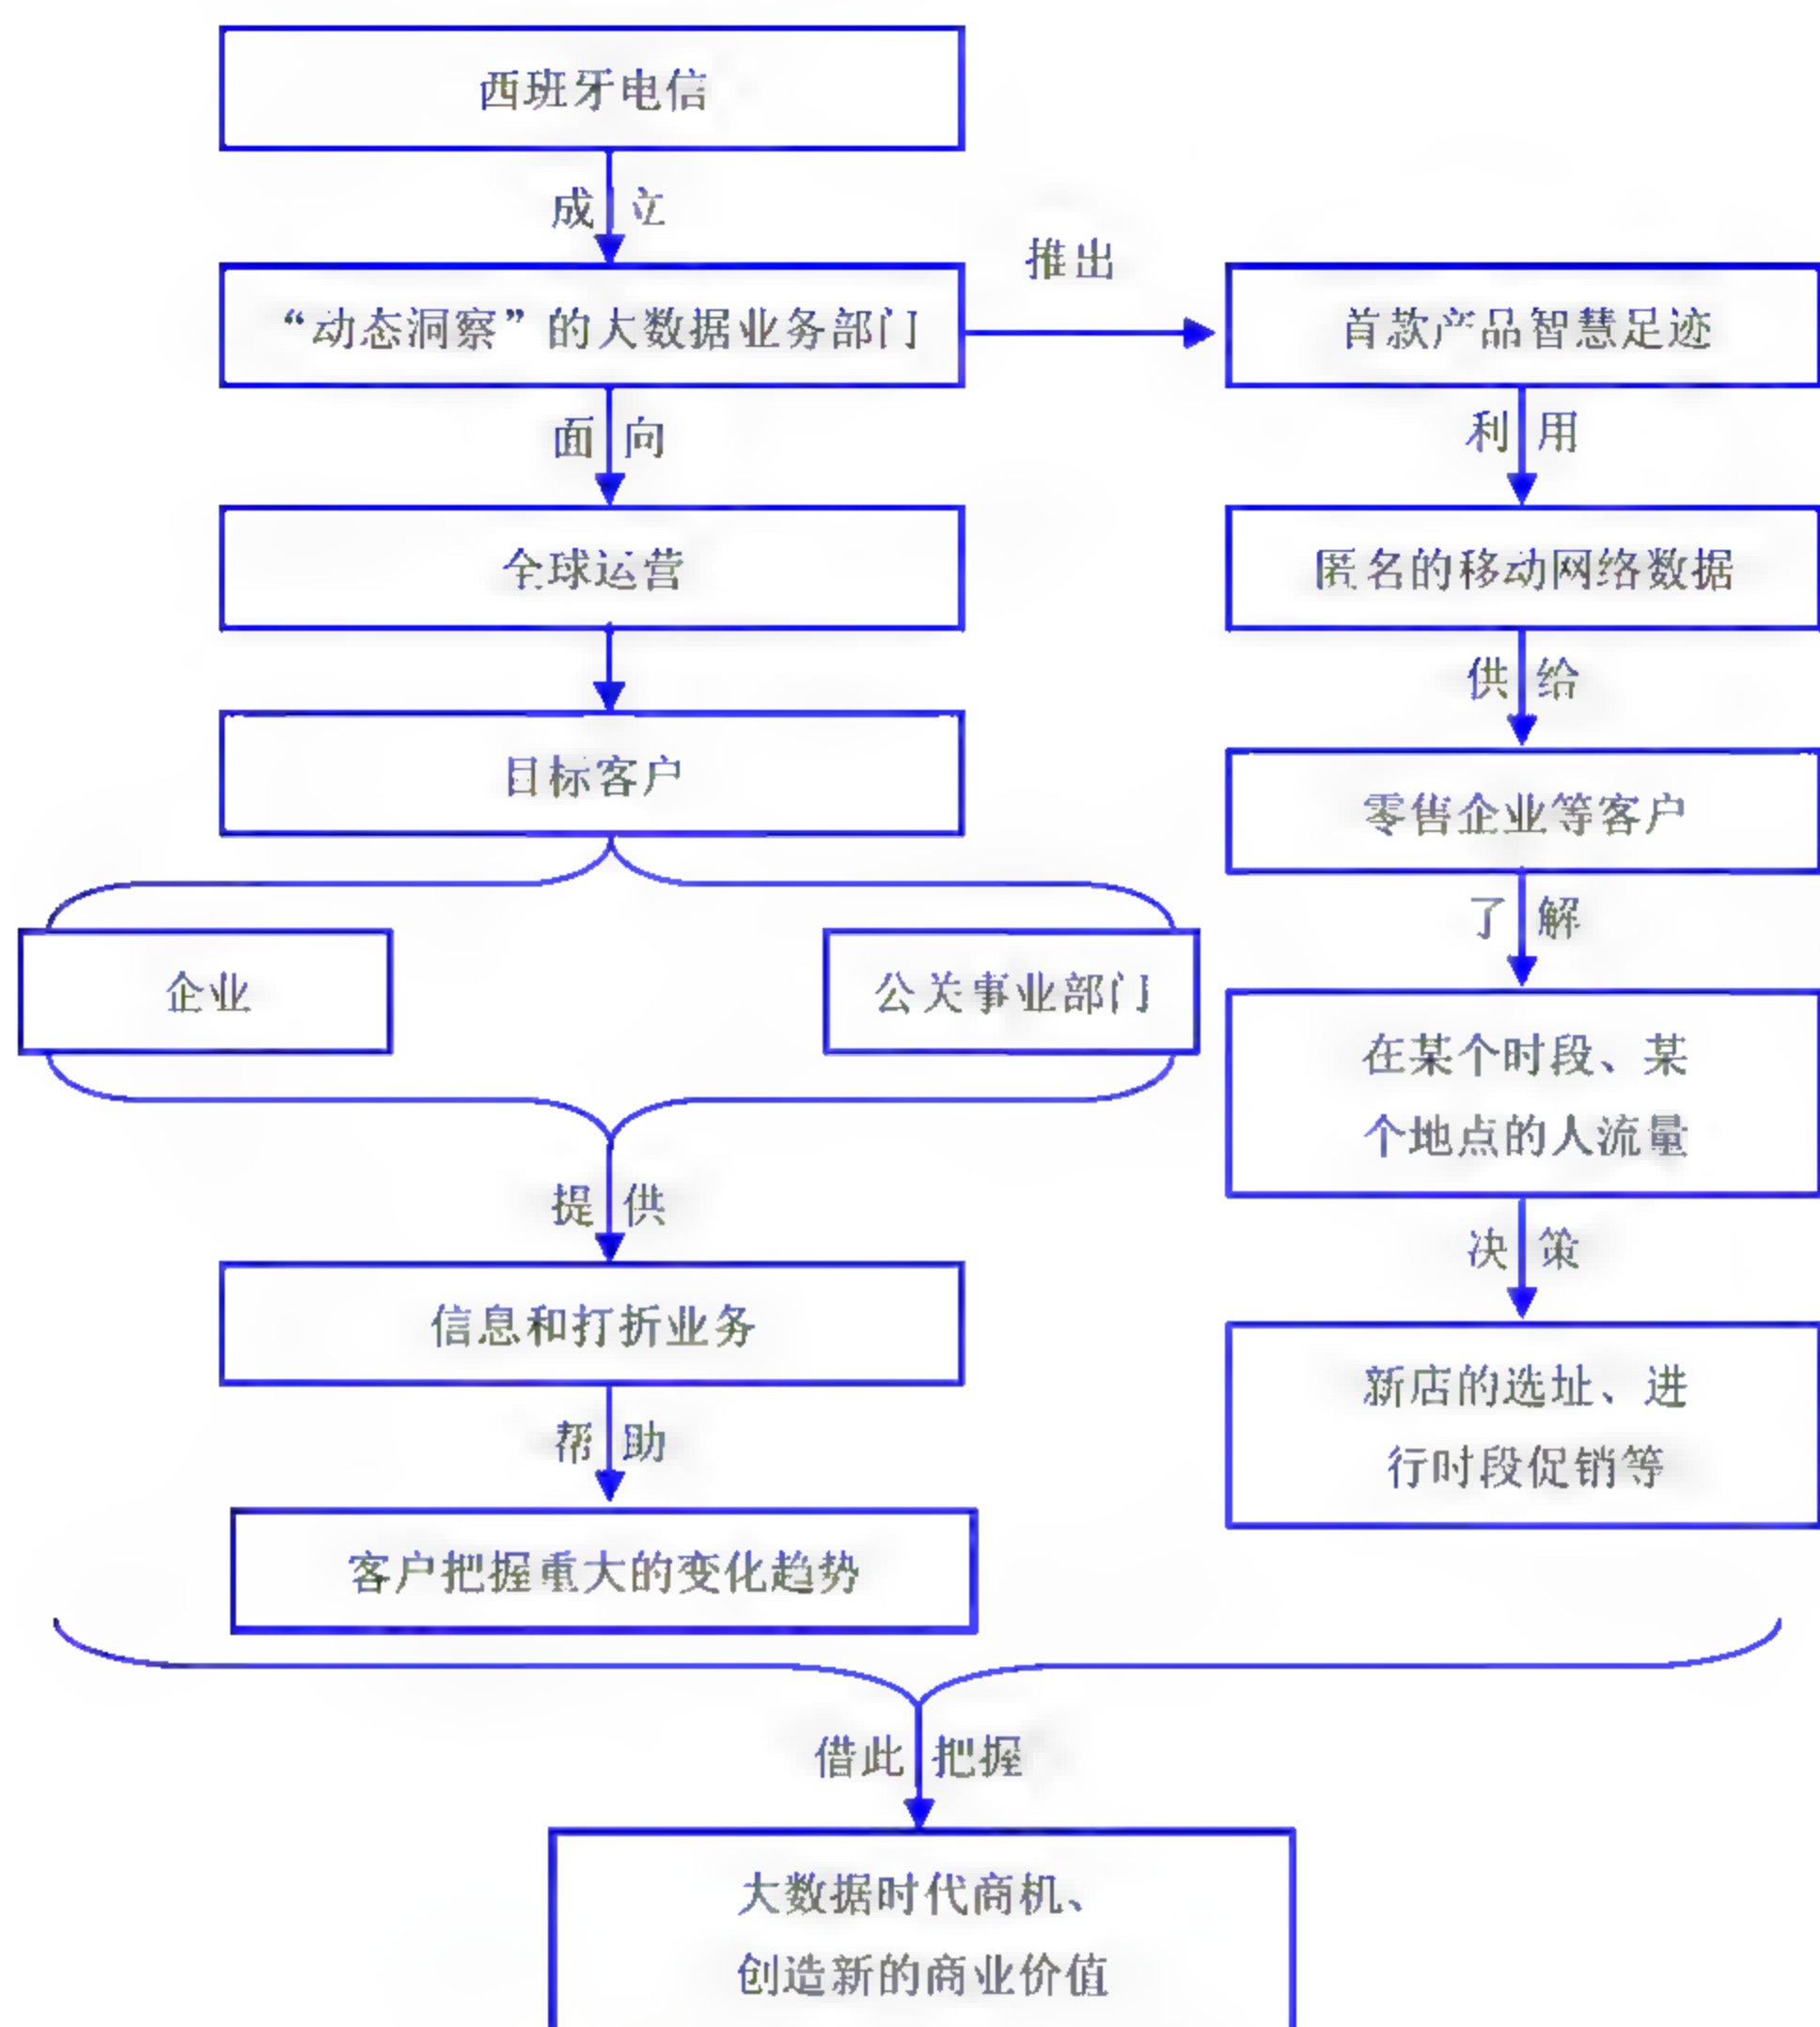 西班牙电信
成立
推出
“动态洞察”的大数据业务部门
首款产品智慧足迹
面向
利用
全球运营
匿名的移动网络数据
供给
目标客户
零售企业等客户
了解
企业
公关事业部门
在某个时段、某
个地点的人流量
提供
决策
信息和打折业务
新店的选址、进
行时段促销等
帮助
客户把握重大的变化趋势
借此把握
大数据时代商机、
创造新的商业价值